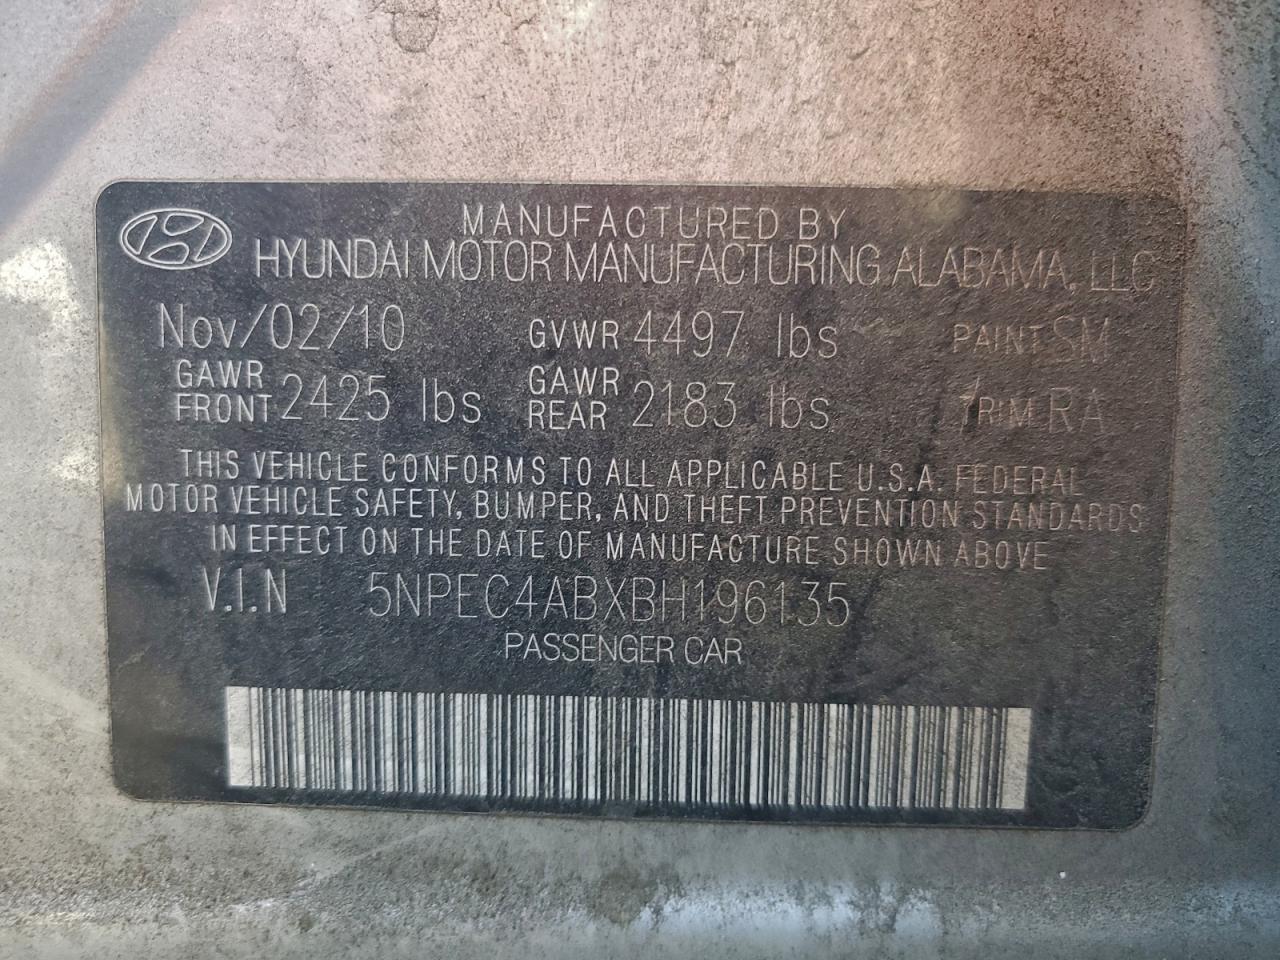 MANUFACTURED BY
HYUNDAI MOTOR MANUFACTURING ALABAMA, LLC
Nov/02/10 GVWR 4497 lbs PAINT SM
GAWR FRONT 2425 lbs GAWR REAR 2183 lbs TRIM RA
THIS VEHICLE CONFORMS TO ALL APPLICABLE U.S.A. FEDERAL
MOTOR VEHICLE SAFETY, BUMPER, AND THEFT PREVENTION STANDARDS
IN EFFECT ON THE DATE OF MANUFACTURE SHOWN ABOVE
V.I.N 5NPEC4ABXBH196135
PASSENGER CAR